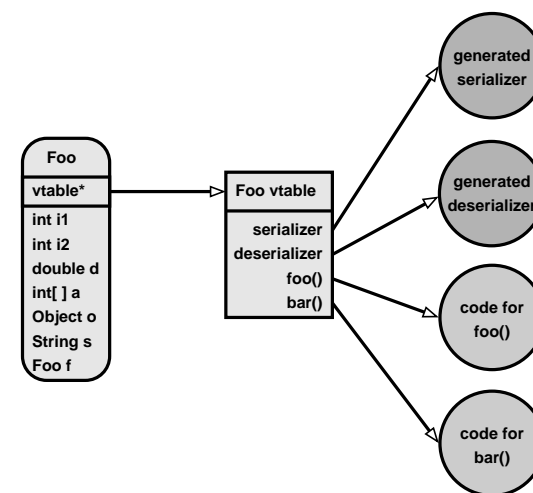 Foo
vtable*
int i1
int i2
double d
int[ ] a
Object o
String s
Foo f
Foo vtable
serializer
deserializer
foo()
bar()
generated
serializer
generated
deserializer
code for
foo()
code for
bar()